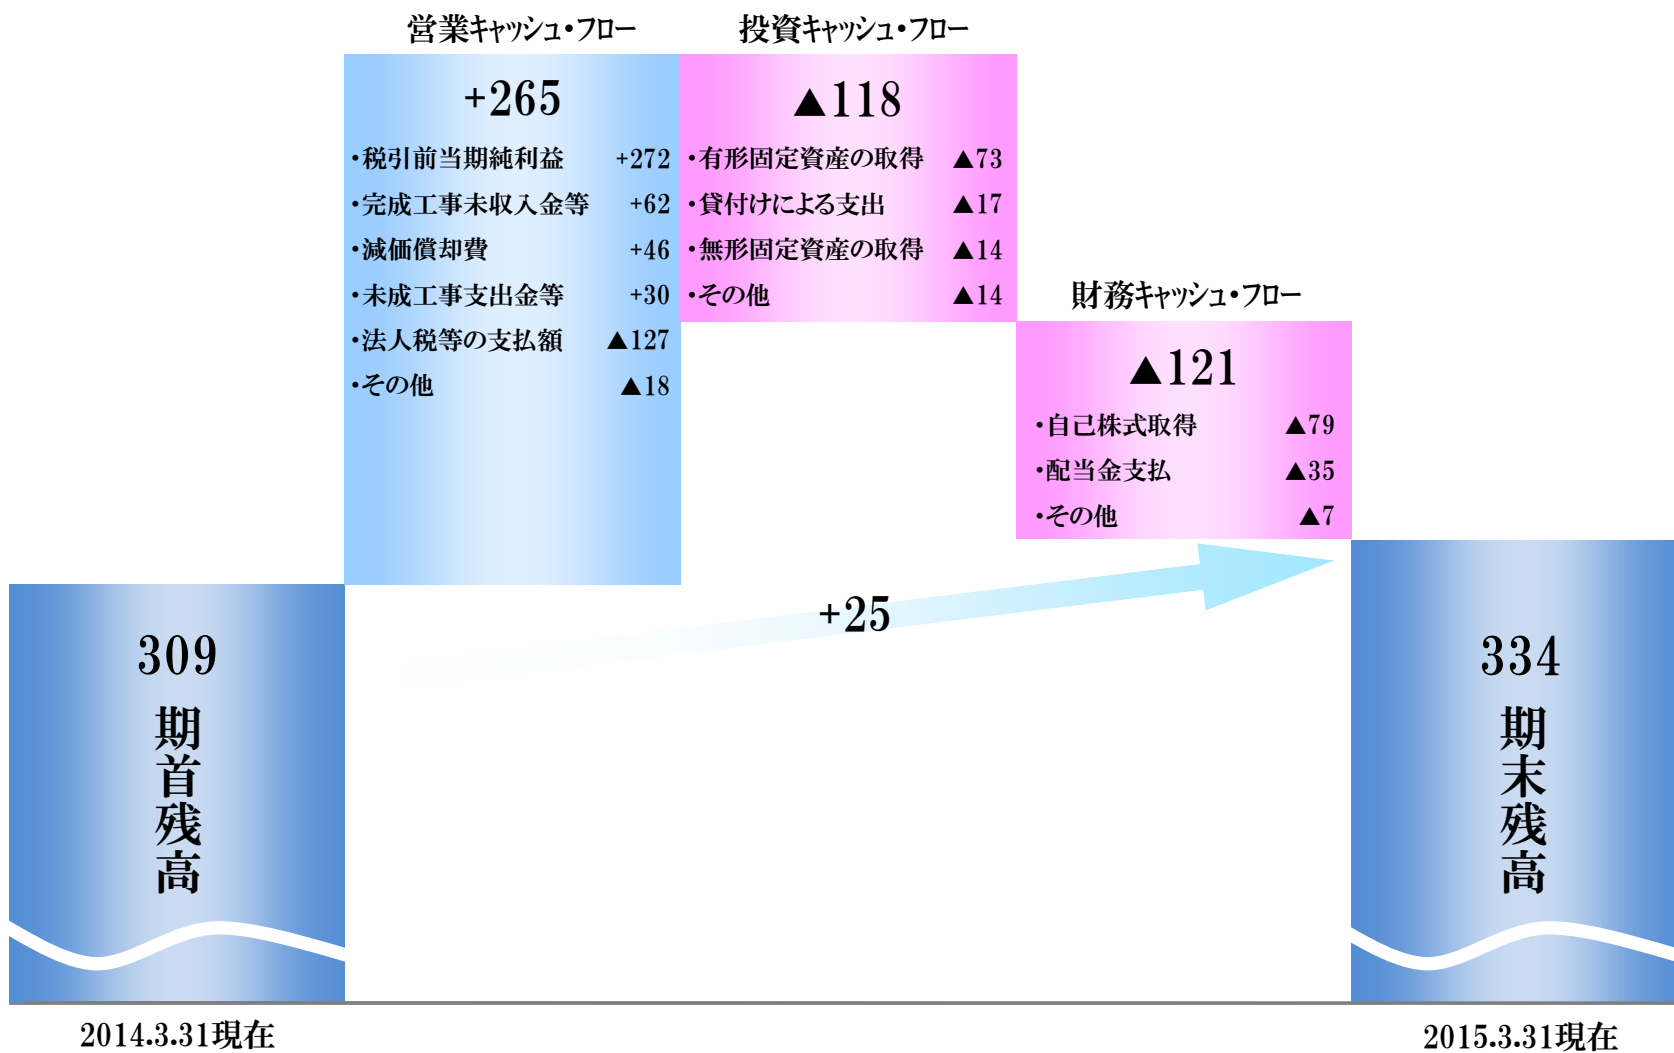 営業キャッシュ・フロー
+265
・税引前当期純利益 +272
・完成工事未収入金等 +62
・減価償却費 +46
・未成工事支出金等 +30
・法人税等の支払額 ▲127
・その他 ▲18
投資キャッシュ・フロー
▲118
・有形固定資産の取得 ▲73
・貸付けによる支出 ▲17
・無形固定資産の取得 ▲14
・その他 ▲14
財務キャッシュ・フロー
▲121
・自己株式取得 ▲79
・配当金支払 ▲35
・その他 ▲7
+25
309
期首残高
2014.3.31現在
334
期末残高
2015.3.31現在